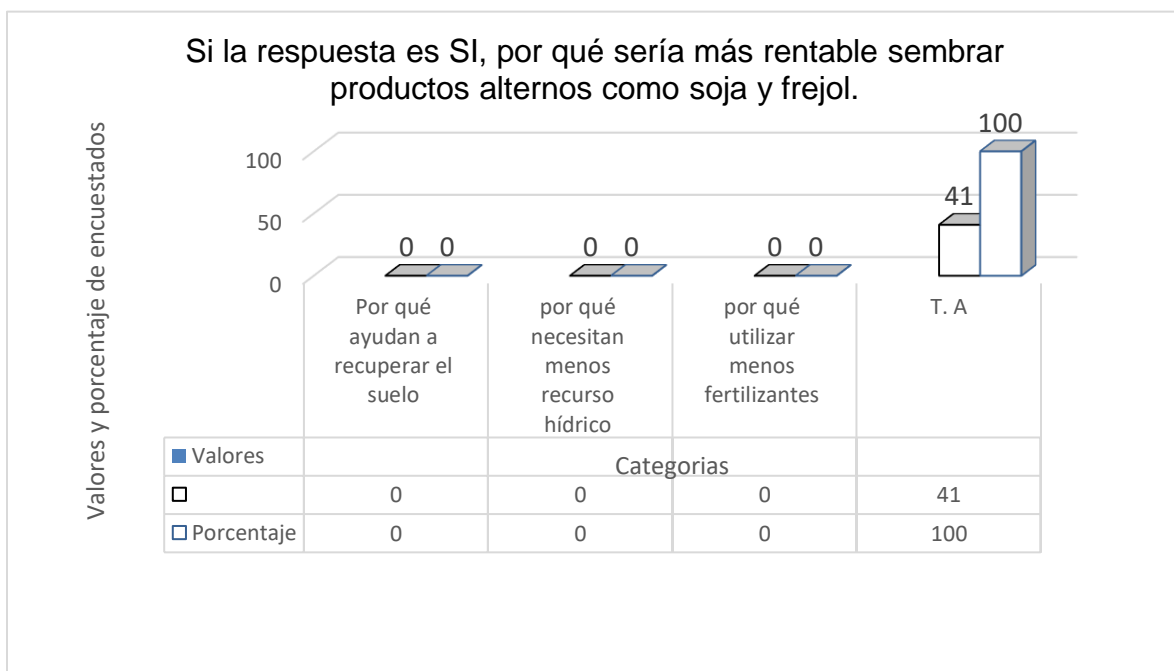 Si la respuesta es SI, por qué sería más rentable sembrar
productos alternos como soja y frejol.
Valores y porcentaje de encuestados
100
50
0
0 0
0 0
0 0
41
100
Por qué
ayudan a
recuperar el
suelo
por qué
necesitan
menos
recurso
hídrico
por qué
utilizar
menos
fertilizantes
T. A
Valores
Categorias
0 0 0 41
Porcentaje 0 0 0 100